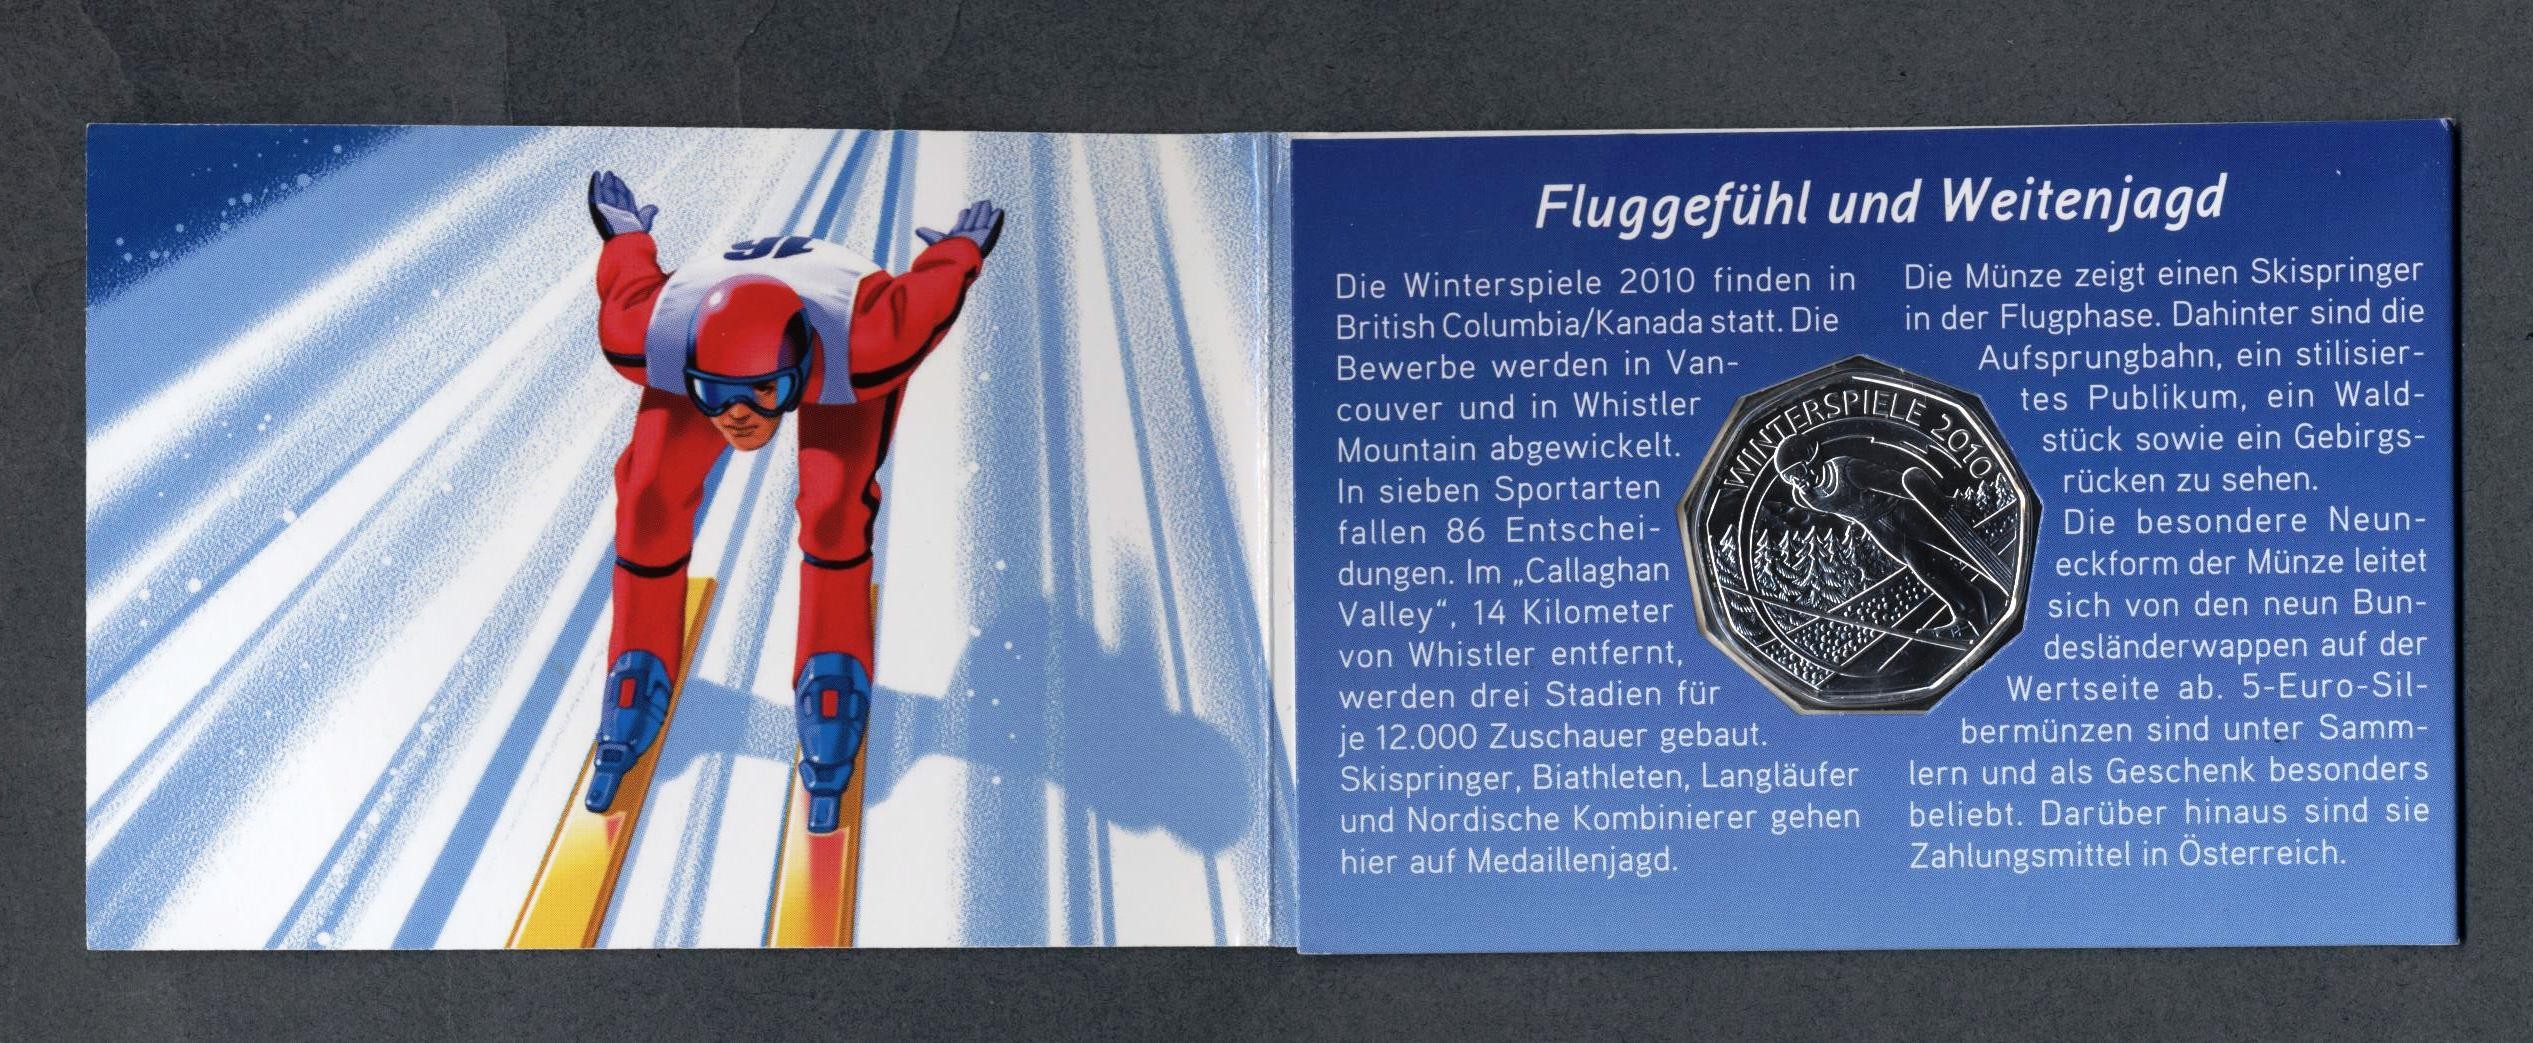 16
Fluggefühl und Weitenjagd
Die Winterspiele 2010 finden in
British Columbia/Kanada statt. Die
Bewerbe werden in Van-
couver und in Whistler
Mountain abgewickelt.
In sieben Sportarten
fallen 86 Entschei-
dungen. Im „Callaghan
Valley“, 14 Kilometer
von Whistler entfernt,
werden drei Stadien für
je 12.000 Zuschauer gebaut.
Skispringer, Biathleten, Langläufer
und Nordische Kombinierer gehen
hier auf Medaillenjagd.
Die Münze zeigt einen Skispringer
in der Flugphase. Dahinter sind die
Aufsprungbahn, ein stilisier-
tes Publikum, ein Wald-
stück sowie ein Gebirgs-
rücken zu sehen.
Die besondere Neun-
eckform der Münze leitet
sich von den neun Bun-
desländerwappen auf der
Wertseite ab. 5-Euro-Sil-
bermünzen sind unter Samm-
lern und als Geschenk besonders
beliebt. Darüber hinaus sind sie
Zahlungsmittel in Österreich.
WINTERSPIELE 2010